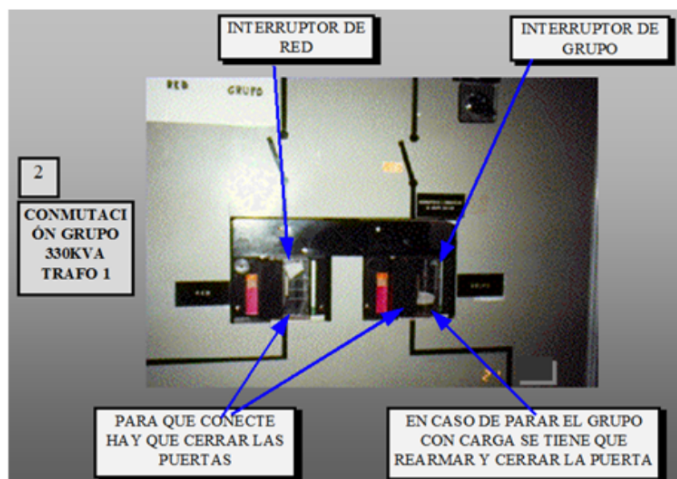 INTERRUPTOR DE
RED
INTERRUPTOR DE
GRUPO
RED
GRUPO
2
CONMUTACI
ÓN GRUPO
330KVA
TRAFO 1
RED
PARA QUE CONECTE
HAY QUE CERRAR LAS
PUERTAS
EN CASO DE PARAR EL GRUPO
CON CARGA SE TIENE QUE
REARMAR Y CERRAR LA PUERTA